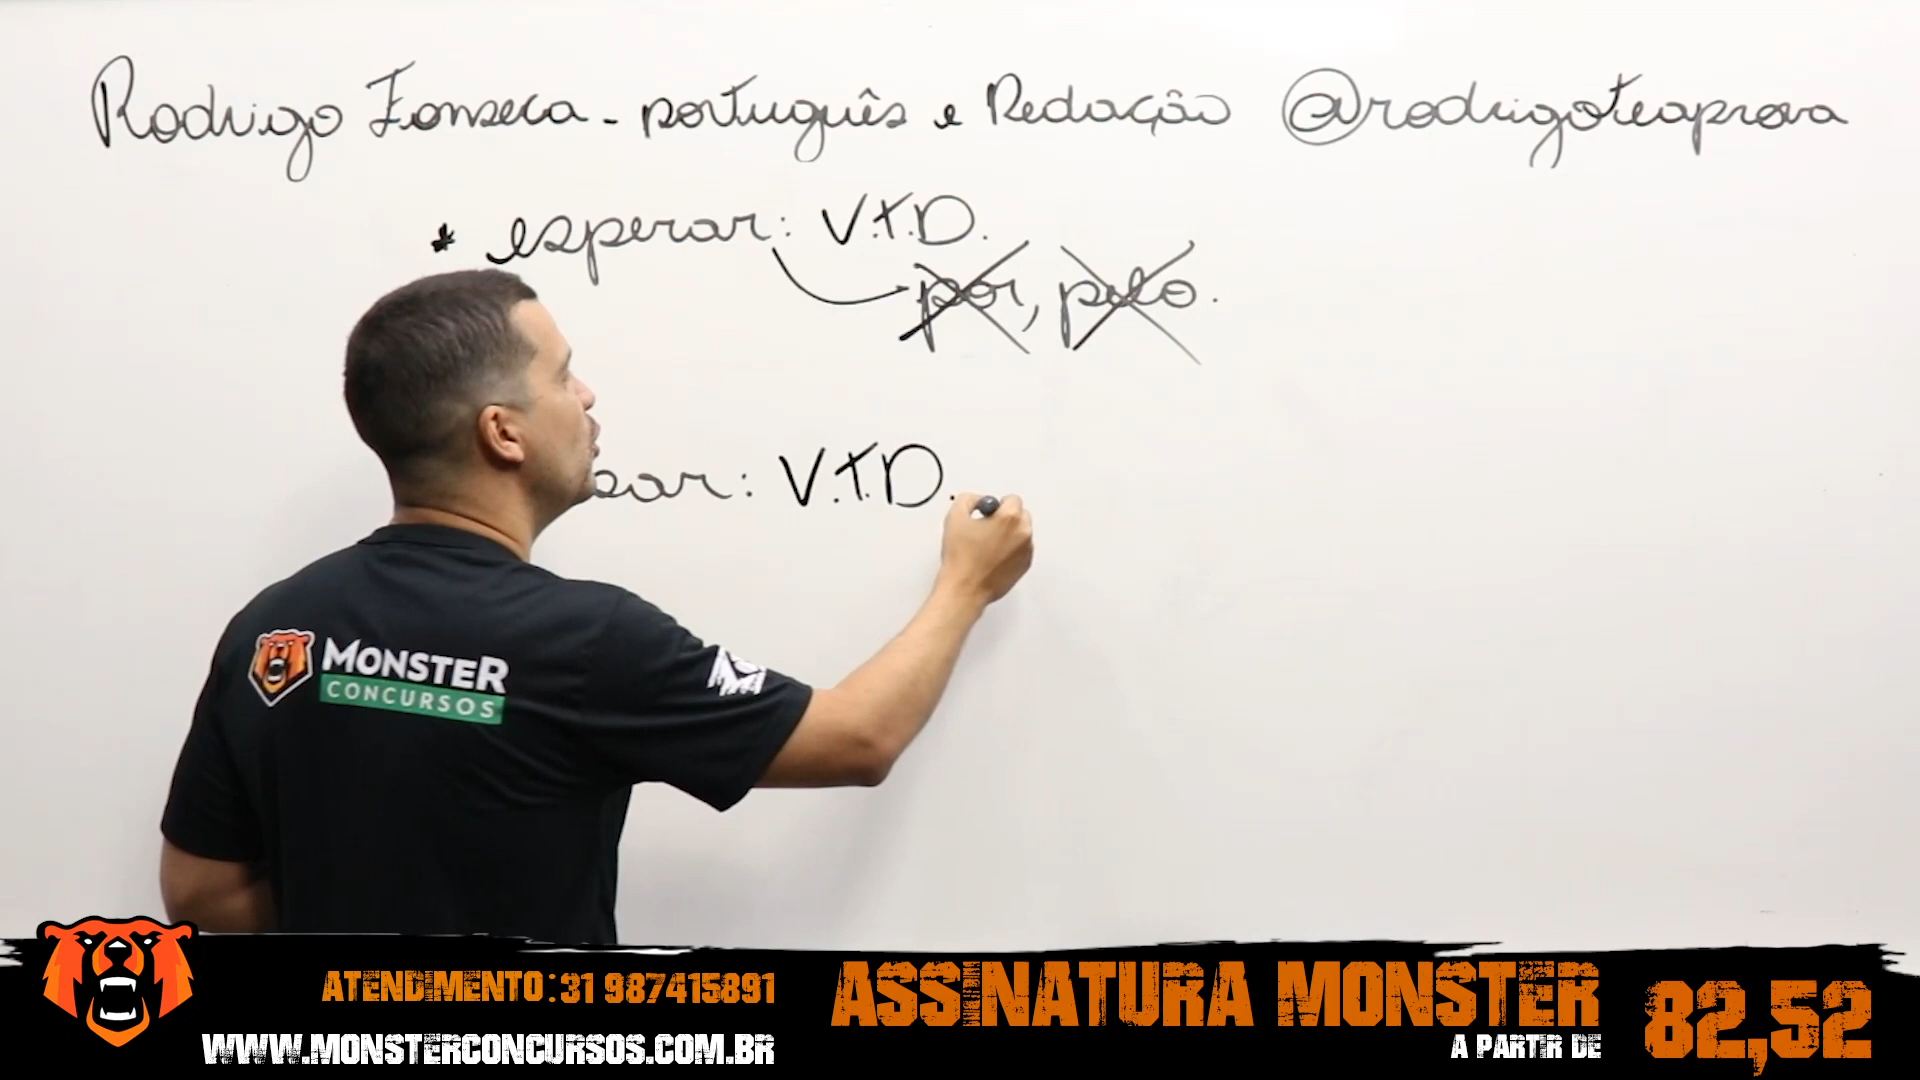 Rodrigo Fonseca - português e Redação @rodrigoteaprova
* esperar: V.T.D.
por, pelo.
sar: V.T.D.
MONSTER
CONCURSOS
ATENDIMENTO: 31 987415891
WWW.MONSTERCONCURSOS.COM.BR
ASSINATURA MONSTER
A PARTIR DE
82,52